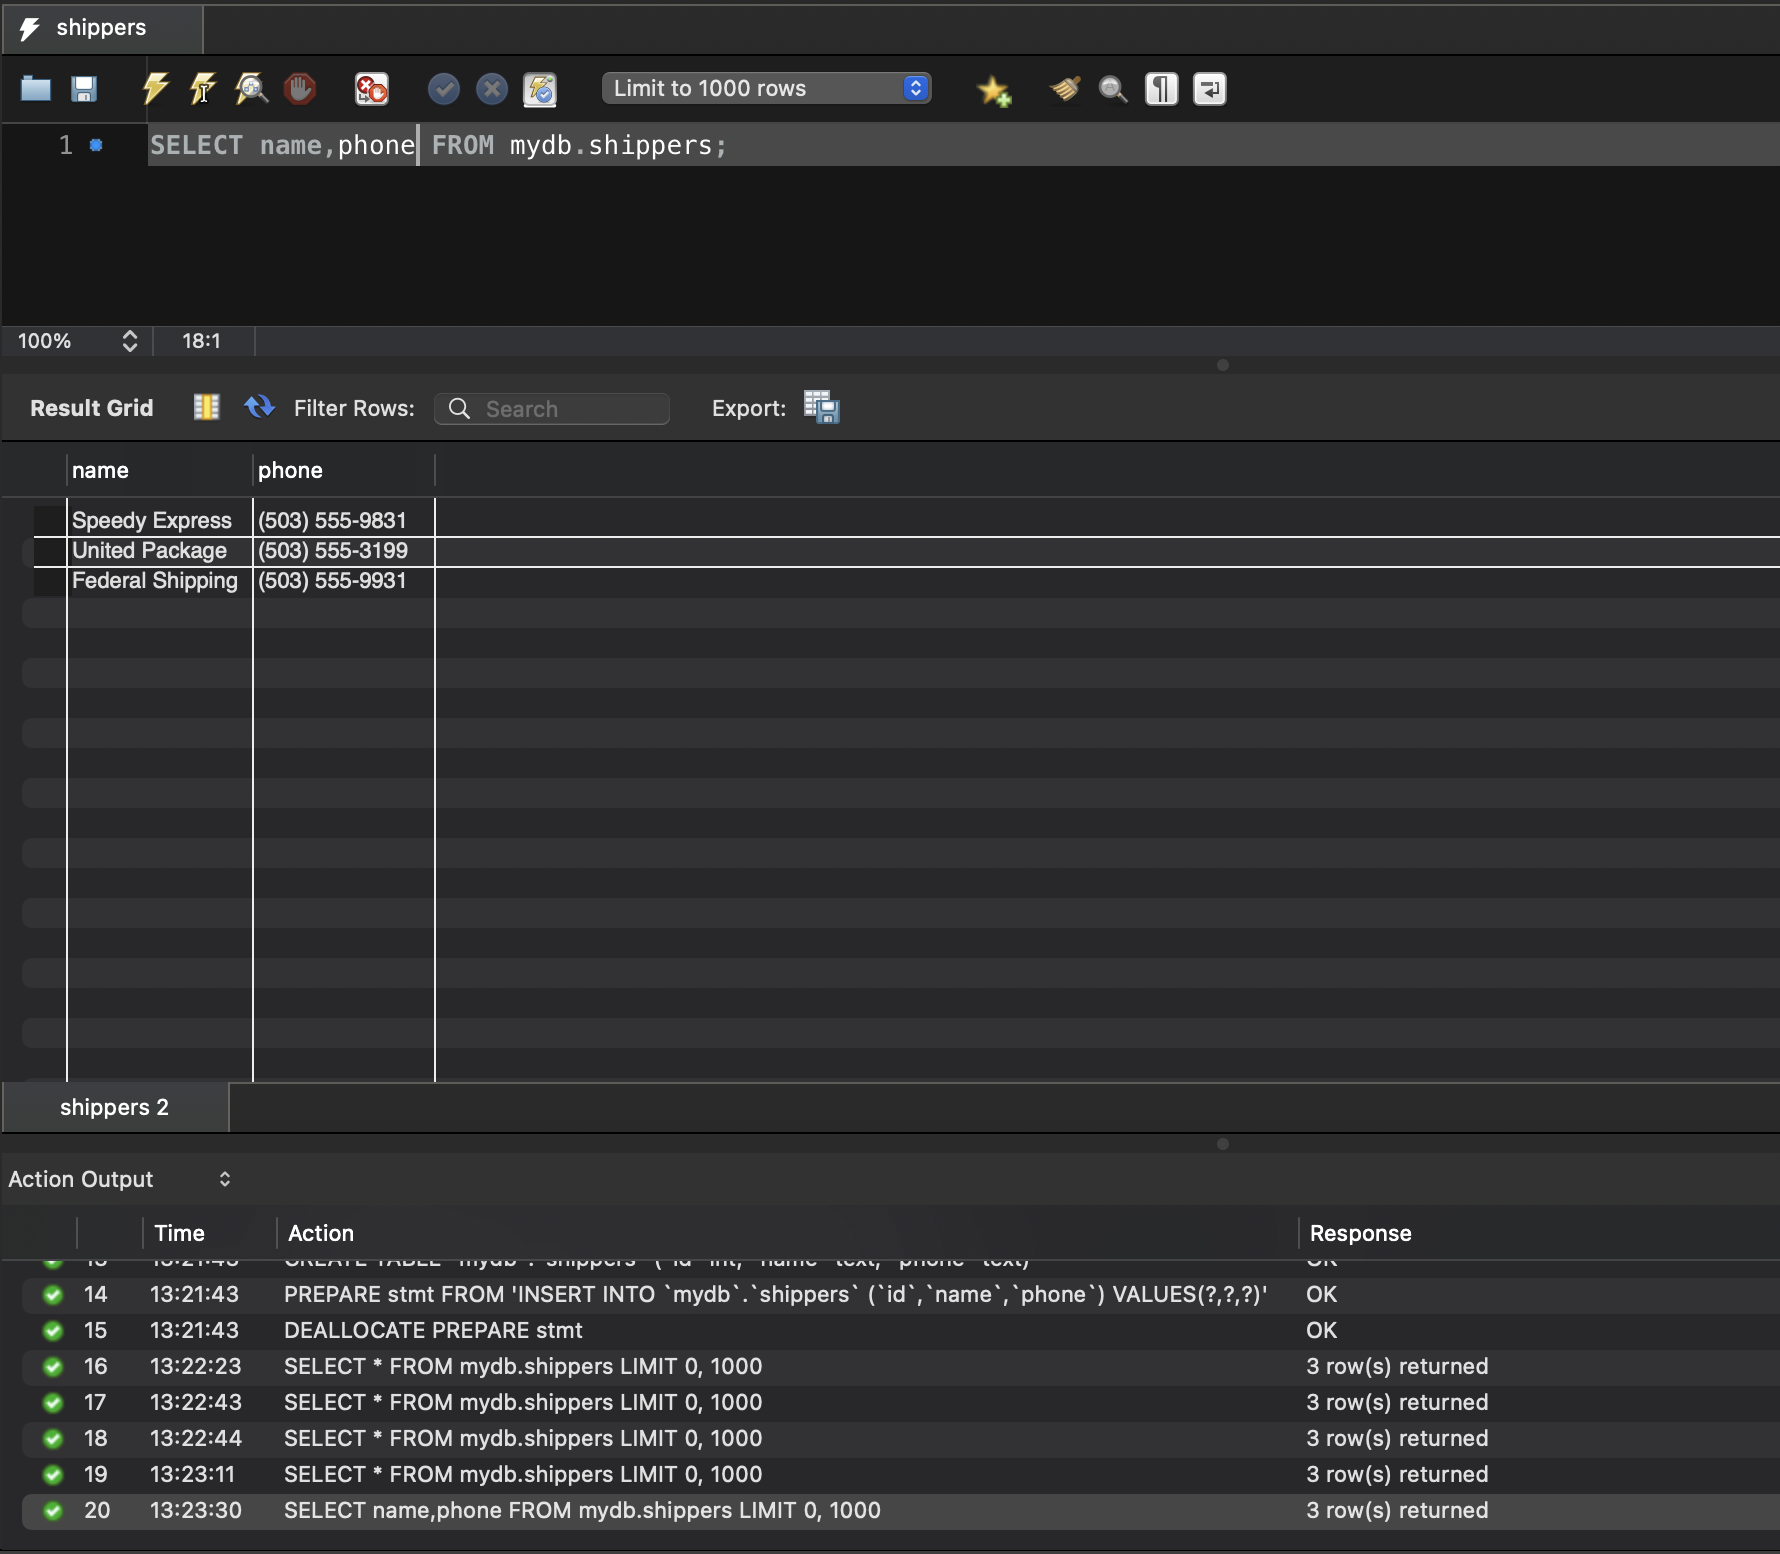 shippers
Limit to 1000 rows
1 SELECT name,phone FROM mydb.shippers;
100% 18:1
Result Grid Filter Rows: Search Export:
name phone
Speedy Express (503) 555-9831
United Package (503) 555-3199
Federal Shipping (503) 555-9931
shippers 2
Action Output
Time Action Response
14 13:21:43 PREPARE stmt FROM 'INSERT INTO `mydb`.`shippers` (`id`,`name`,`phone`) VALUES(?,?,?)' OK
15 13:21:43 DEALLOCATE PREPARE stmt OK
16 13:22:23 SELECT * FROM mydb.shippers LIMIT 0, 1000 3 row(s) returned
17 13:22:43 SELECT * FROM mydb.shippers LIMIT 0, 1000 3 row(s) returned
18 13:22:44 SELECT * FROM mydb.shippers LIMIT 0, 1000 3 row(s) returned
19 13:23:11 SELECT * FROM mydb.shippers LIMIT 0, 1000 3 row(s) returned
20 13:23:30 SELECT name,phone FROM mydb.shippers LIMIT 0, 1000 3 row(s) returned